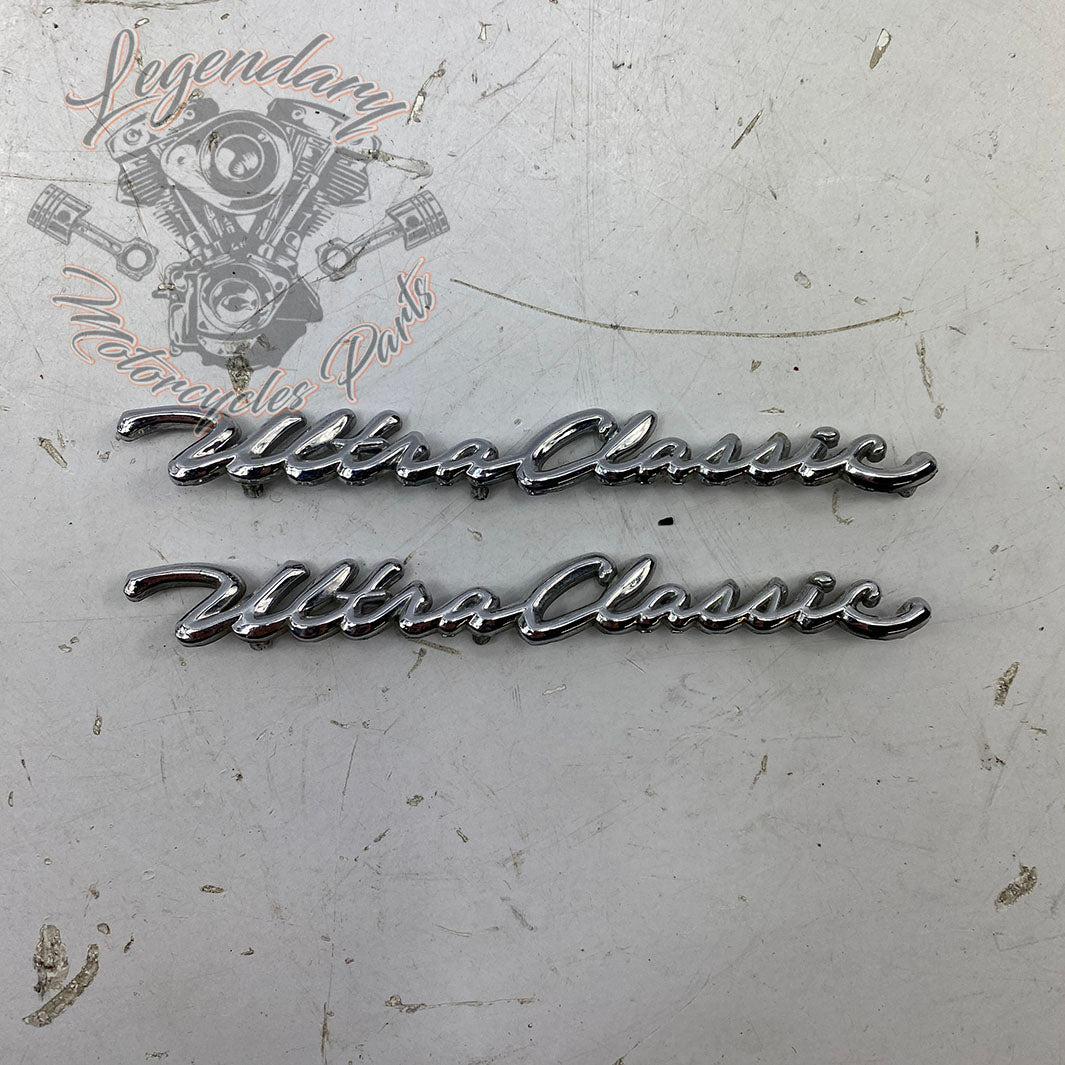 Legendary
Motorcycles Parts
Ultra Classic
Ultra Classic